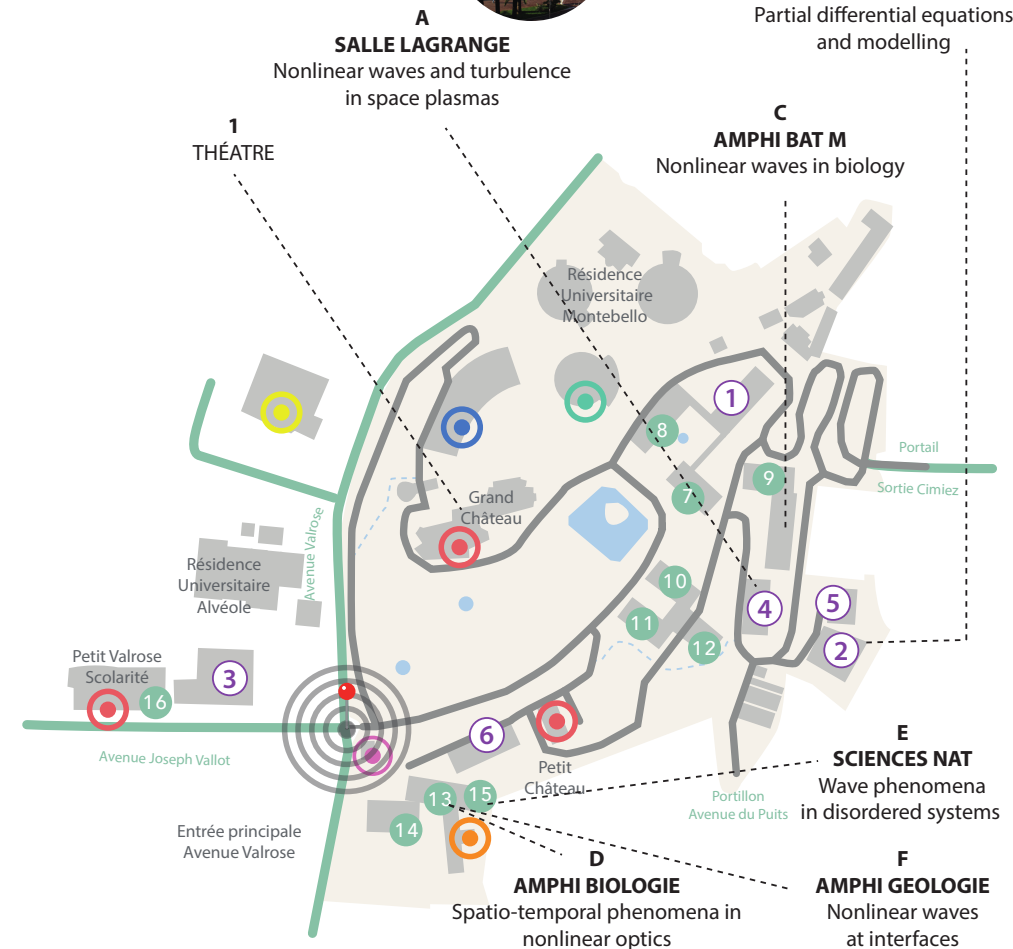 Partial differential equations
and modelling
A
SALLE LAGRANGE
Nonlinear waves and turbulence
in space plasmas
C
AMPHI BAT M
Nonlinear waves in biology
1
THÉATRE
Résidence
Universitaire
Montebello
1
8
Portail
9
Sortie Cimiez
7
Grand
Château
Avenue Valrose
Résidence
Universitaire
Alvéole
10
4
5
11
12
2
Petit Valrose
Scolarité
3
16
6
E
SCIENCES NAT
Wave phenomena
in disordered systems
Avenue Joseph Vallot
Petit
Château
Portillon
Avenue du Puits
13
15
14
Entrée principale
Avenue Valrose
D
AMPHI BIOLOGIE
Spatio-temporal phenomena in
nonlinear optics
F
AMPHI GEOLOGIE
Nonlinear waves
at interfaces